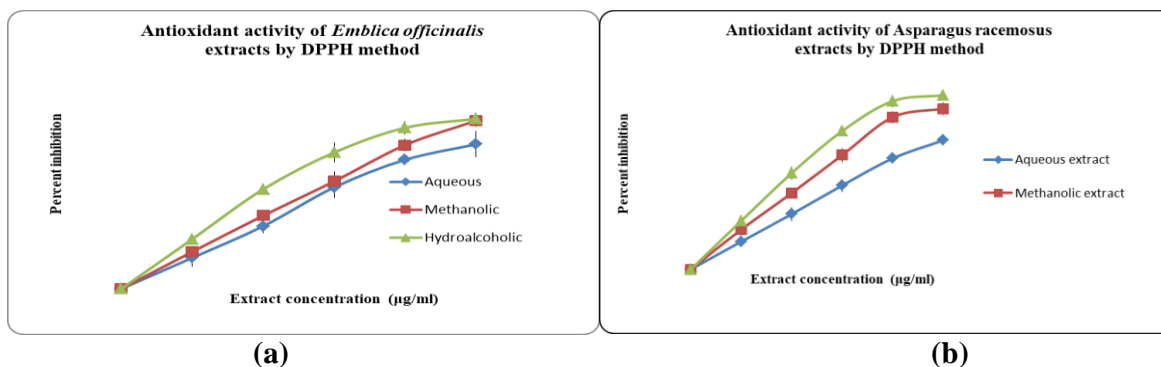 Antioxidant activity of Emblica officinalis
extracts by DPPH method
Percent inhibition
Aqueous
Methanolic
Hydroalcoholic
Extract concentration (µg/ml)
(a)
Antioxidant activity of Asparagus racemosus
extracts by DPPH method
Percent inhibition
Aqueous extract
Methanolic extract
Extract concentration (µg/ml)
(b)